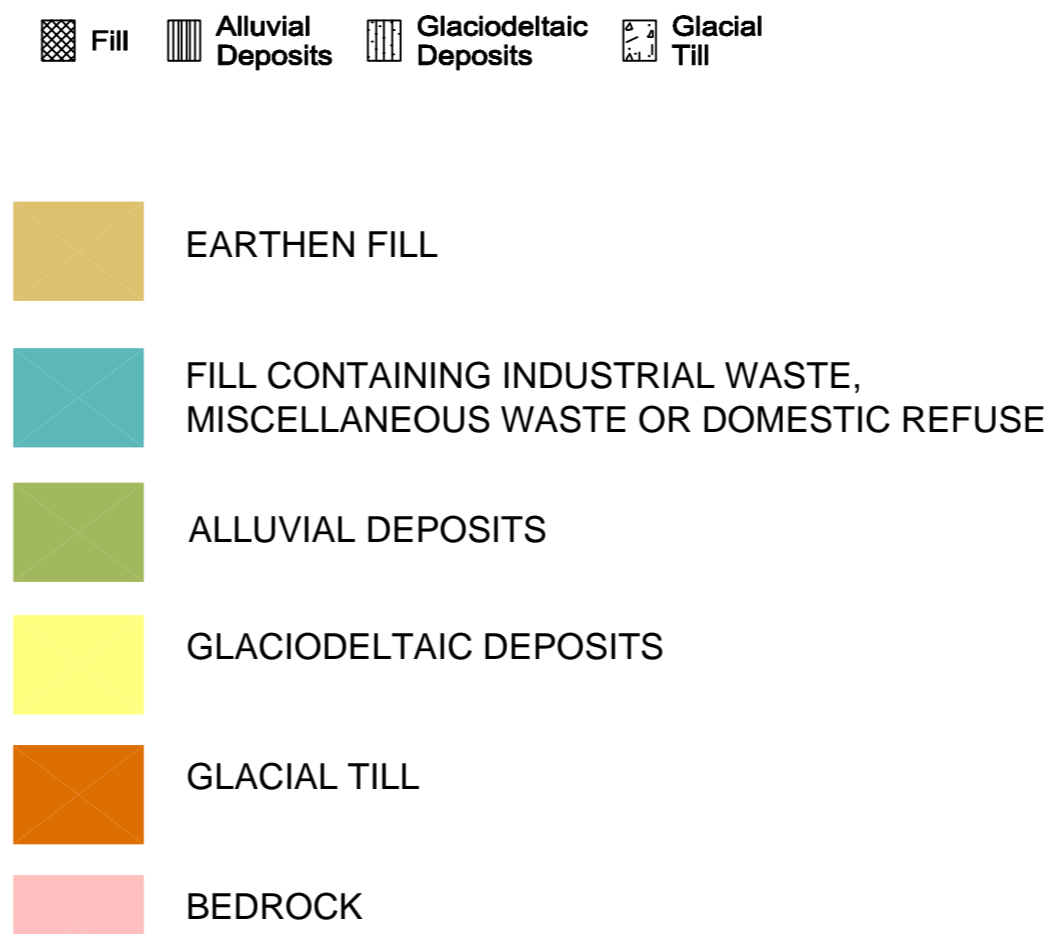 Fill
Alluvial
Deposits
Glaciodeltaic
Deposits
Glacial
Till
EARTHEN FILL
FILL CONTAINING INDUSTRIAL WASTE,
MISCELLANEOUS WASTE OR DOMESTIC REFUSE
ALLUVIAL DEPOSITS
GLACIODELTAIC DEPOSITS
GLACIAL TILL
BEDROCK